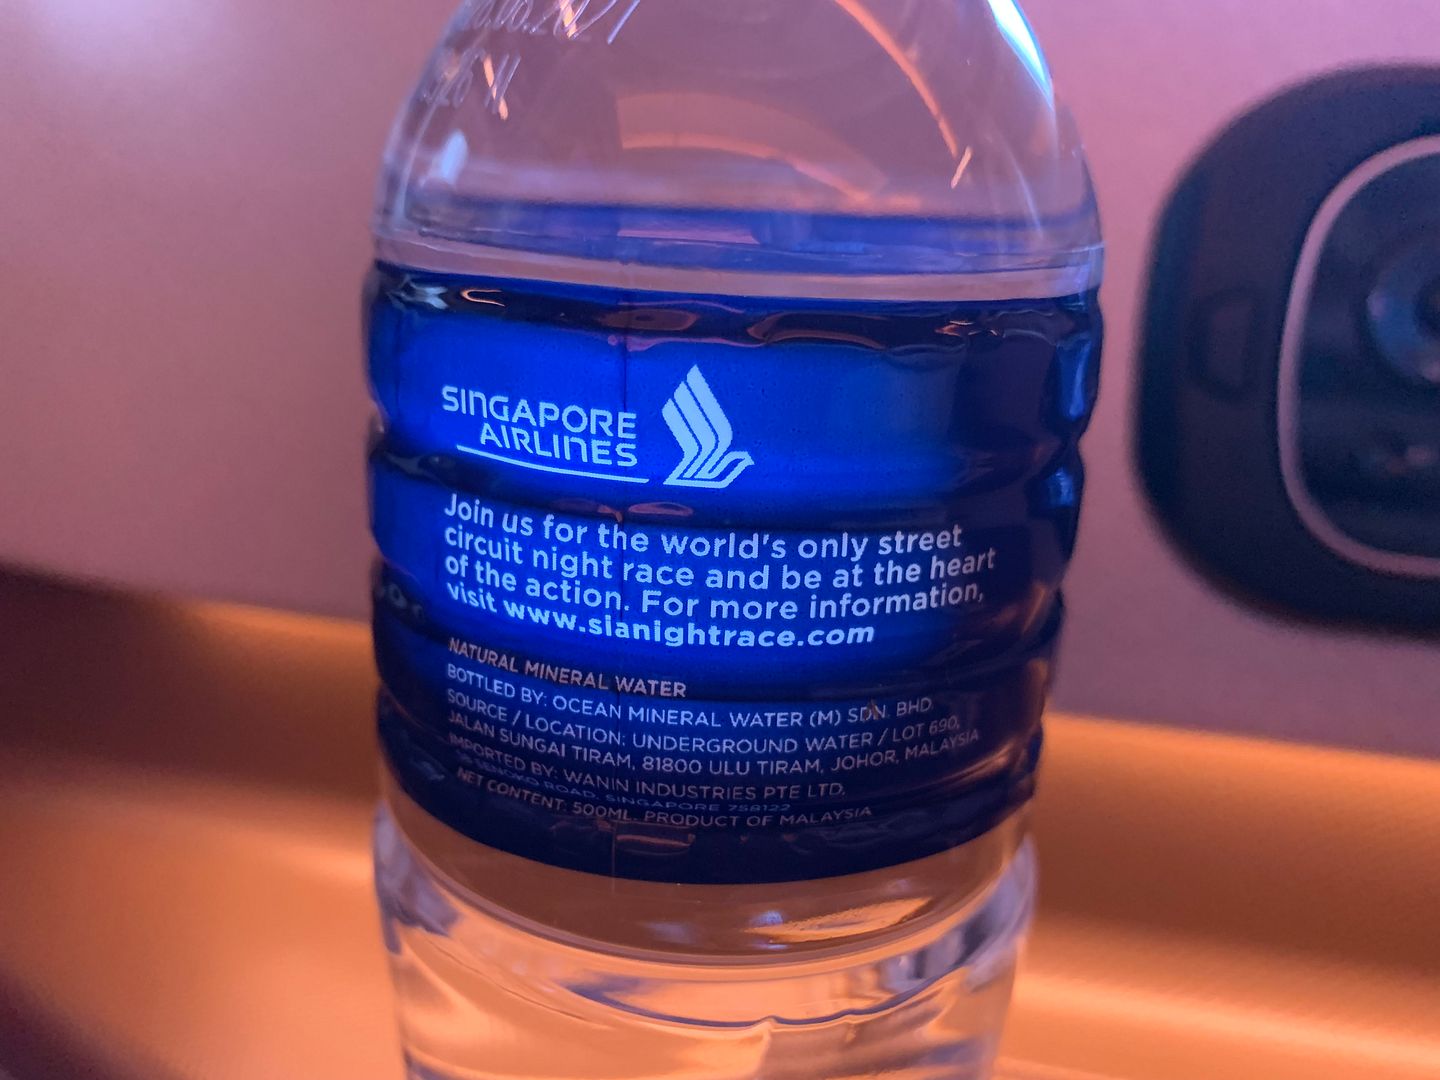 SINGAPORE
AIRLINES
Join us for the world's only street
circuit night race and be at the heart
of the action. For more information,
visit www.sianightrace.com
NATURAL MINERAL WATER
BOTTLED BY: OCEAN MINERAL WATER (M) SDN. BHD.
SOURCE / LOCATION: UNDERGROUND WATER / LOT 690,
JALAN SUNGAI TIRAM, 81800 ULU TIRAM, JOHOR, MALAYSIA
IMPORTED BY: WANIN INDUSTRIES PTE LTD,
SENOKO ROAD, SINGAPORE 758122
NET CONTENT: 500ML. PRODUCT OF MALAYSIA